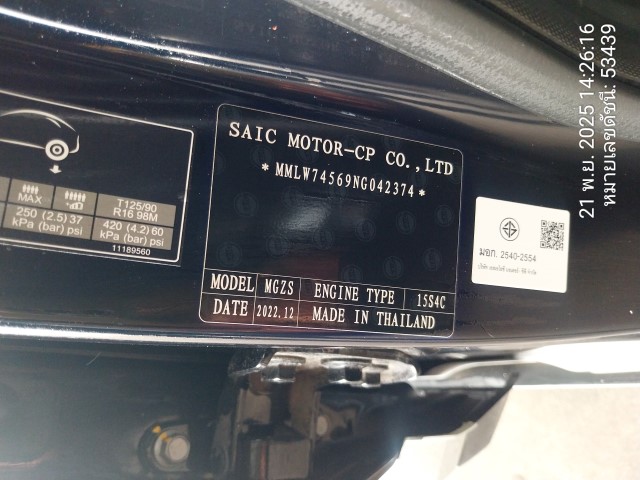 MAX
T125/90
R16 98M
250 (2.5) 37
kPa (bar) psi
420 (4.2) 60
kPa (bar) psi
11189560
SAIC MOTOR-CP CO.,LTD
* MMLW74569NG042374 *
MODEL MGZS ENGINE TYPE 15S4C
DATE 2022.12 MADE IN THAILAND
มอก. 2540-2554
21 พ.ย. 2025 14:26:16
หมายเลขดัชนี: 53439